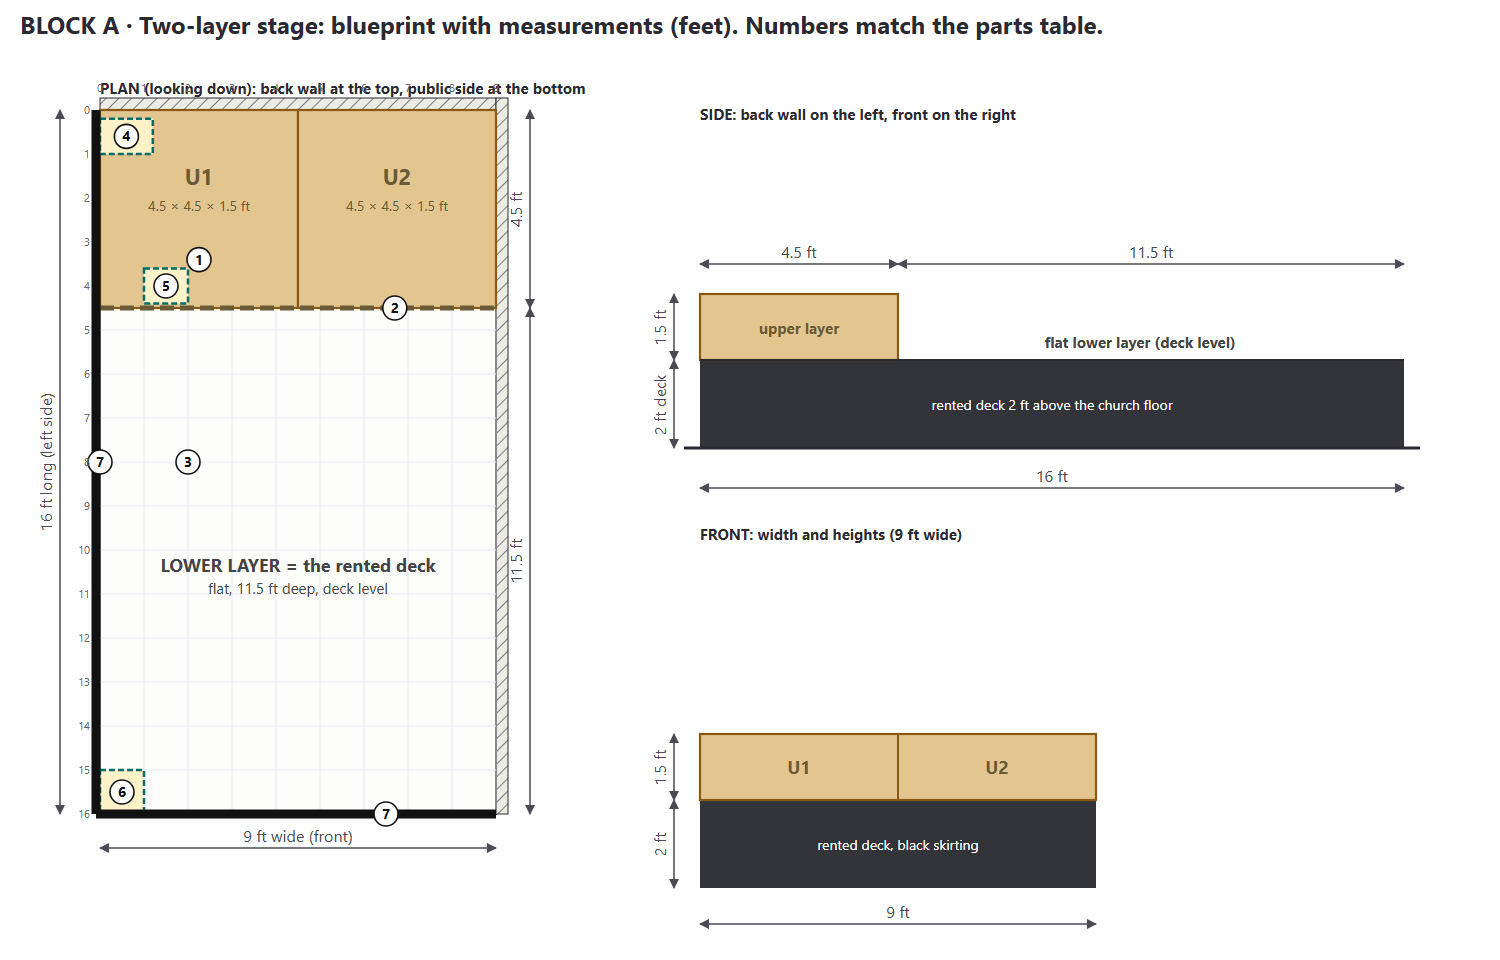 BLOCK A · Two-layer stage: blueprint with measurements (feet). Numbers match the parts table.
PLAN (looking down): back wall at the top, public side at the bottom
SIDE: back wall on the left, front on the right
0
4
1
U1
U2
2
4.5 × 4.5 × 1.5 ft
4.5 × 4.5 × 1.5 ft
4.5 ft
3
1
4
5
2
5
6
7
8
7
3
9
10
11
12
13
14
15
16
6
7
16 ft long (left side)
LOWER LAYER = the rented deck
flat, 11.5 ft deep, deck level
11.5 ft
9 ft wide (front)
4.5 ft
11.5 ft
1.5 ft
upper layer
flat lower layer (deck level)
2 ft deck
rented deck 2 ft above the church floor
16 ft
FRONT: width and heights (9 ft wide)
1.5 ft
U1
U2
2 ft
rented deck, black skirting
9 ft